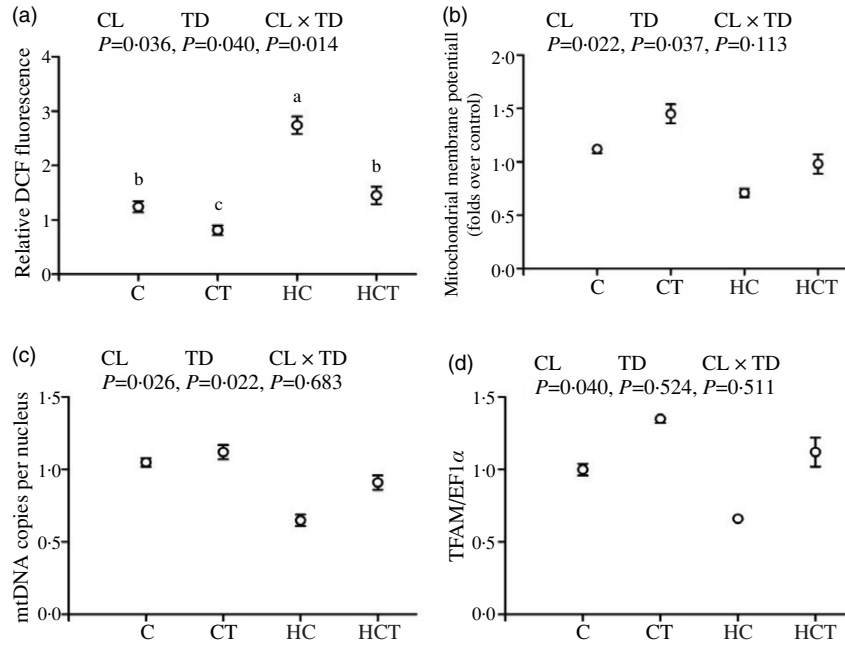 (a)
CL TD CL × TD
P=0·036, P=0·040, P=0·014
Relative DCF fluorescence
4
3
2
1
0
b
c
a
b
C CT HC HCT
(b)
CL TD CL × TD
P=0·022, P=0·037, P=0·113
Mitochondrial membrane potentiall
(folds over control)
2·0
1·5
1·0
0·5
0·0
C CT HC HCT
(c)
CL TD CL × TD
P=0·026, P=0·022, P=0·683
mtDNA copies per nucleus
1·5
1·0
0·5
0·0
C CT HC HCT
(d)
CL TD CL × TD
P=0·040, P=0·524, P=0·511
TFAM/EF1α
1·5
1·0
0·5
0·0
C CT HC HCT